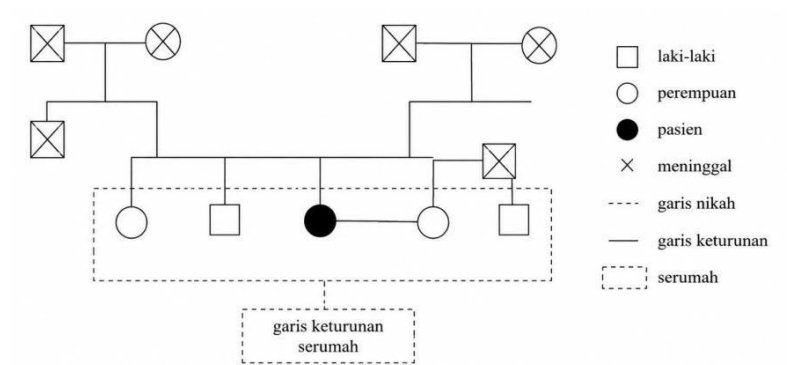 laki-laki
perempuan
pasien
meninggal
garis nikah
garis keturunan
serumah
garis keturunan
serumah